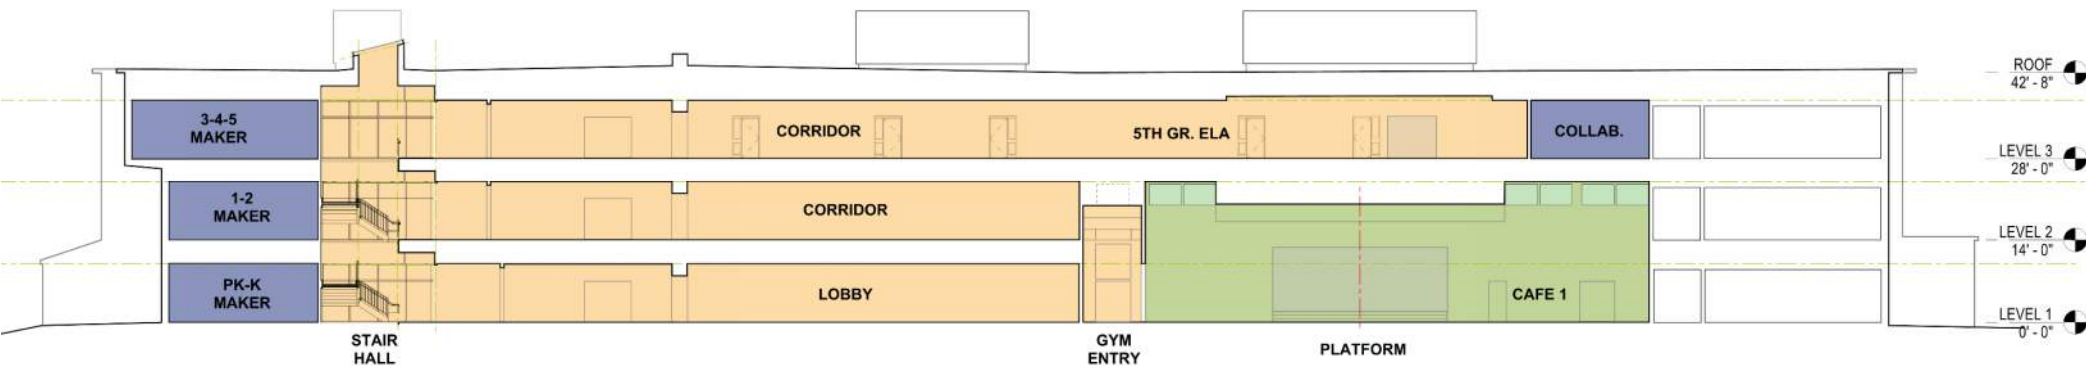 ROOF
42' - 8"
3-4-5
MAKER
CORRIDOR
5TH GR. ELA
COLLAB.
LEVEL 3
28' - 0"
1-2
MAKER
CORRIDOR
LEVEL 2
14' - 0"
PK-K
MAKER
LOBBY
CAFE 1
LEVEL 1
0' - 0"
STAIR
HALL
GYM
ENTRY
PLATFORM